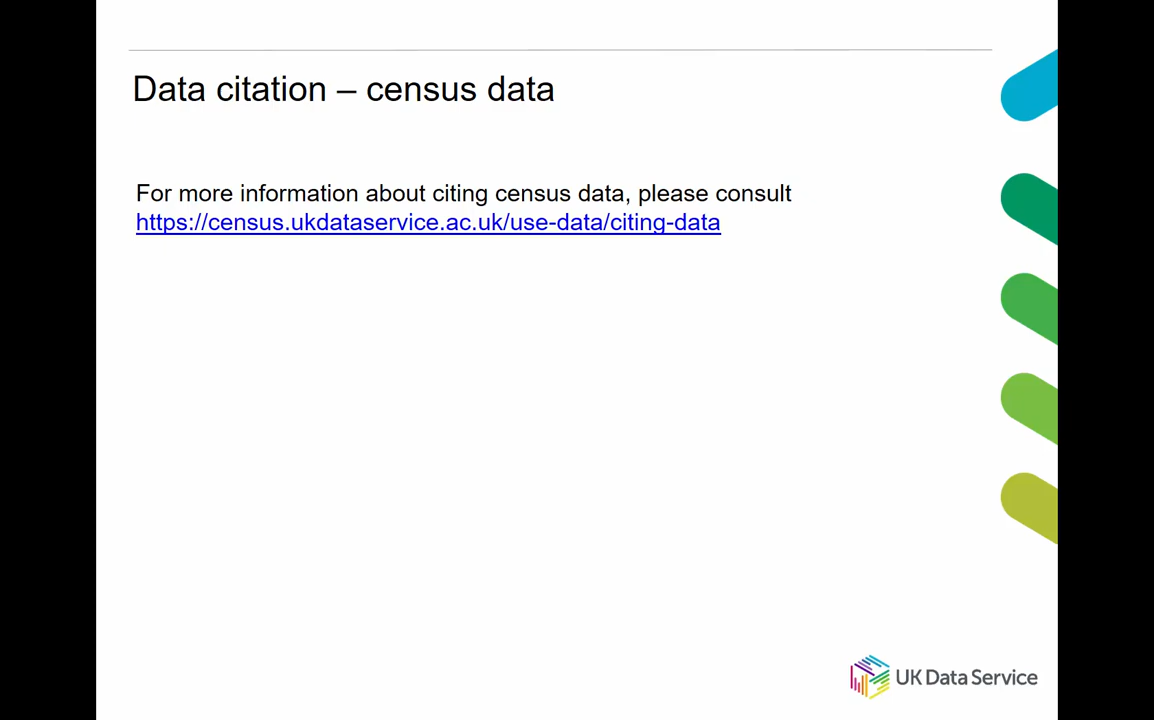 Data citation – census data
For more information about citing census data, please consult
https://census.ukdataservice.ac.uk/use-data/citing-data
UK Data Service